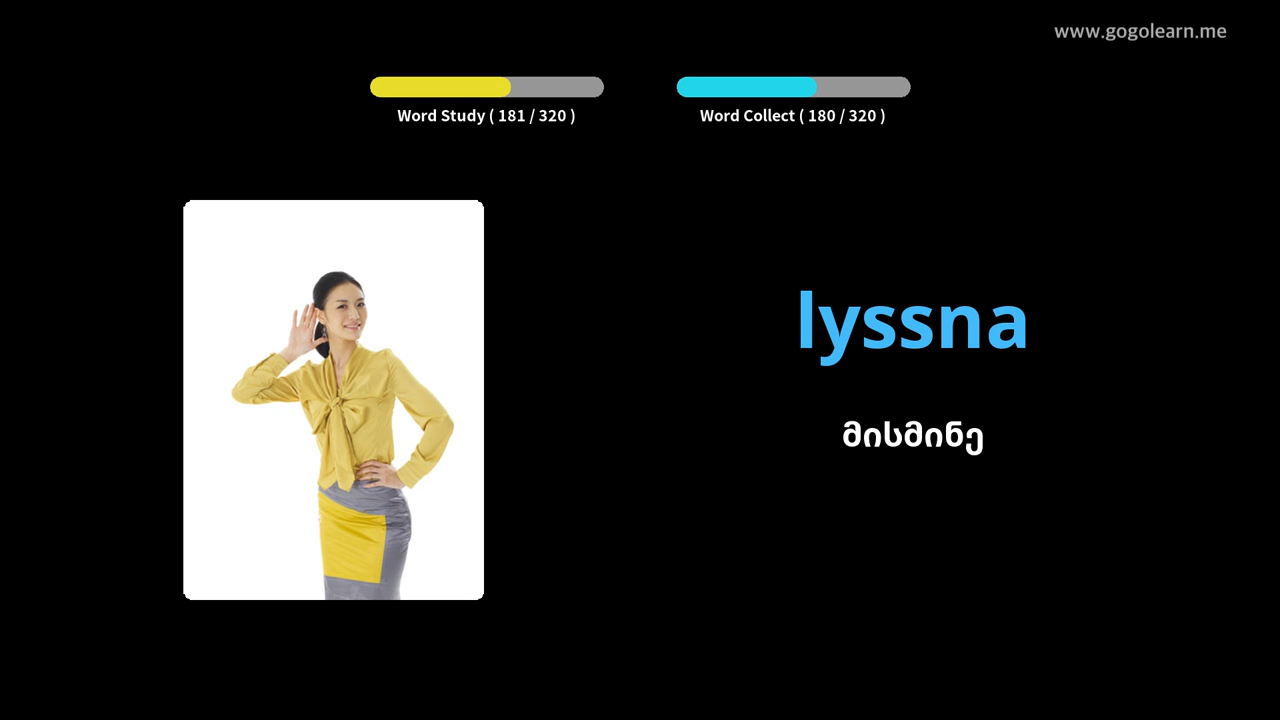 www.gogolearn.me
Word Study ( 181 / 320 )
Word Collect ( 180 / 320 )
lyssna
მისმინე